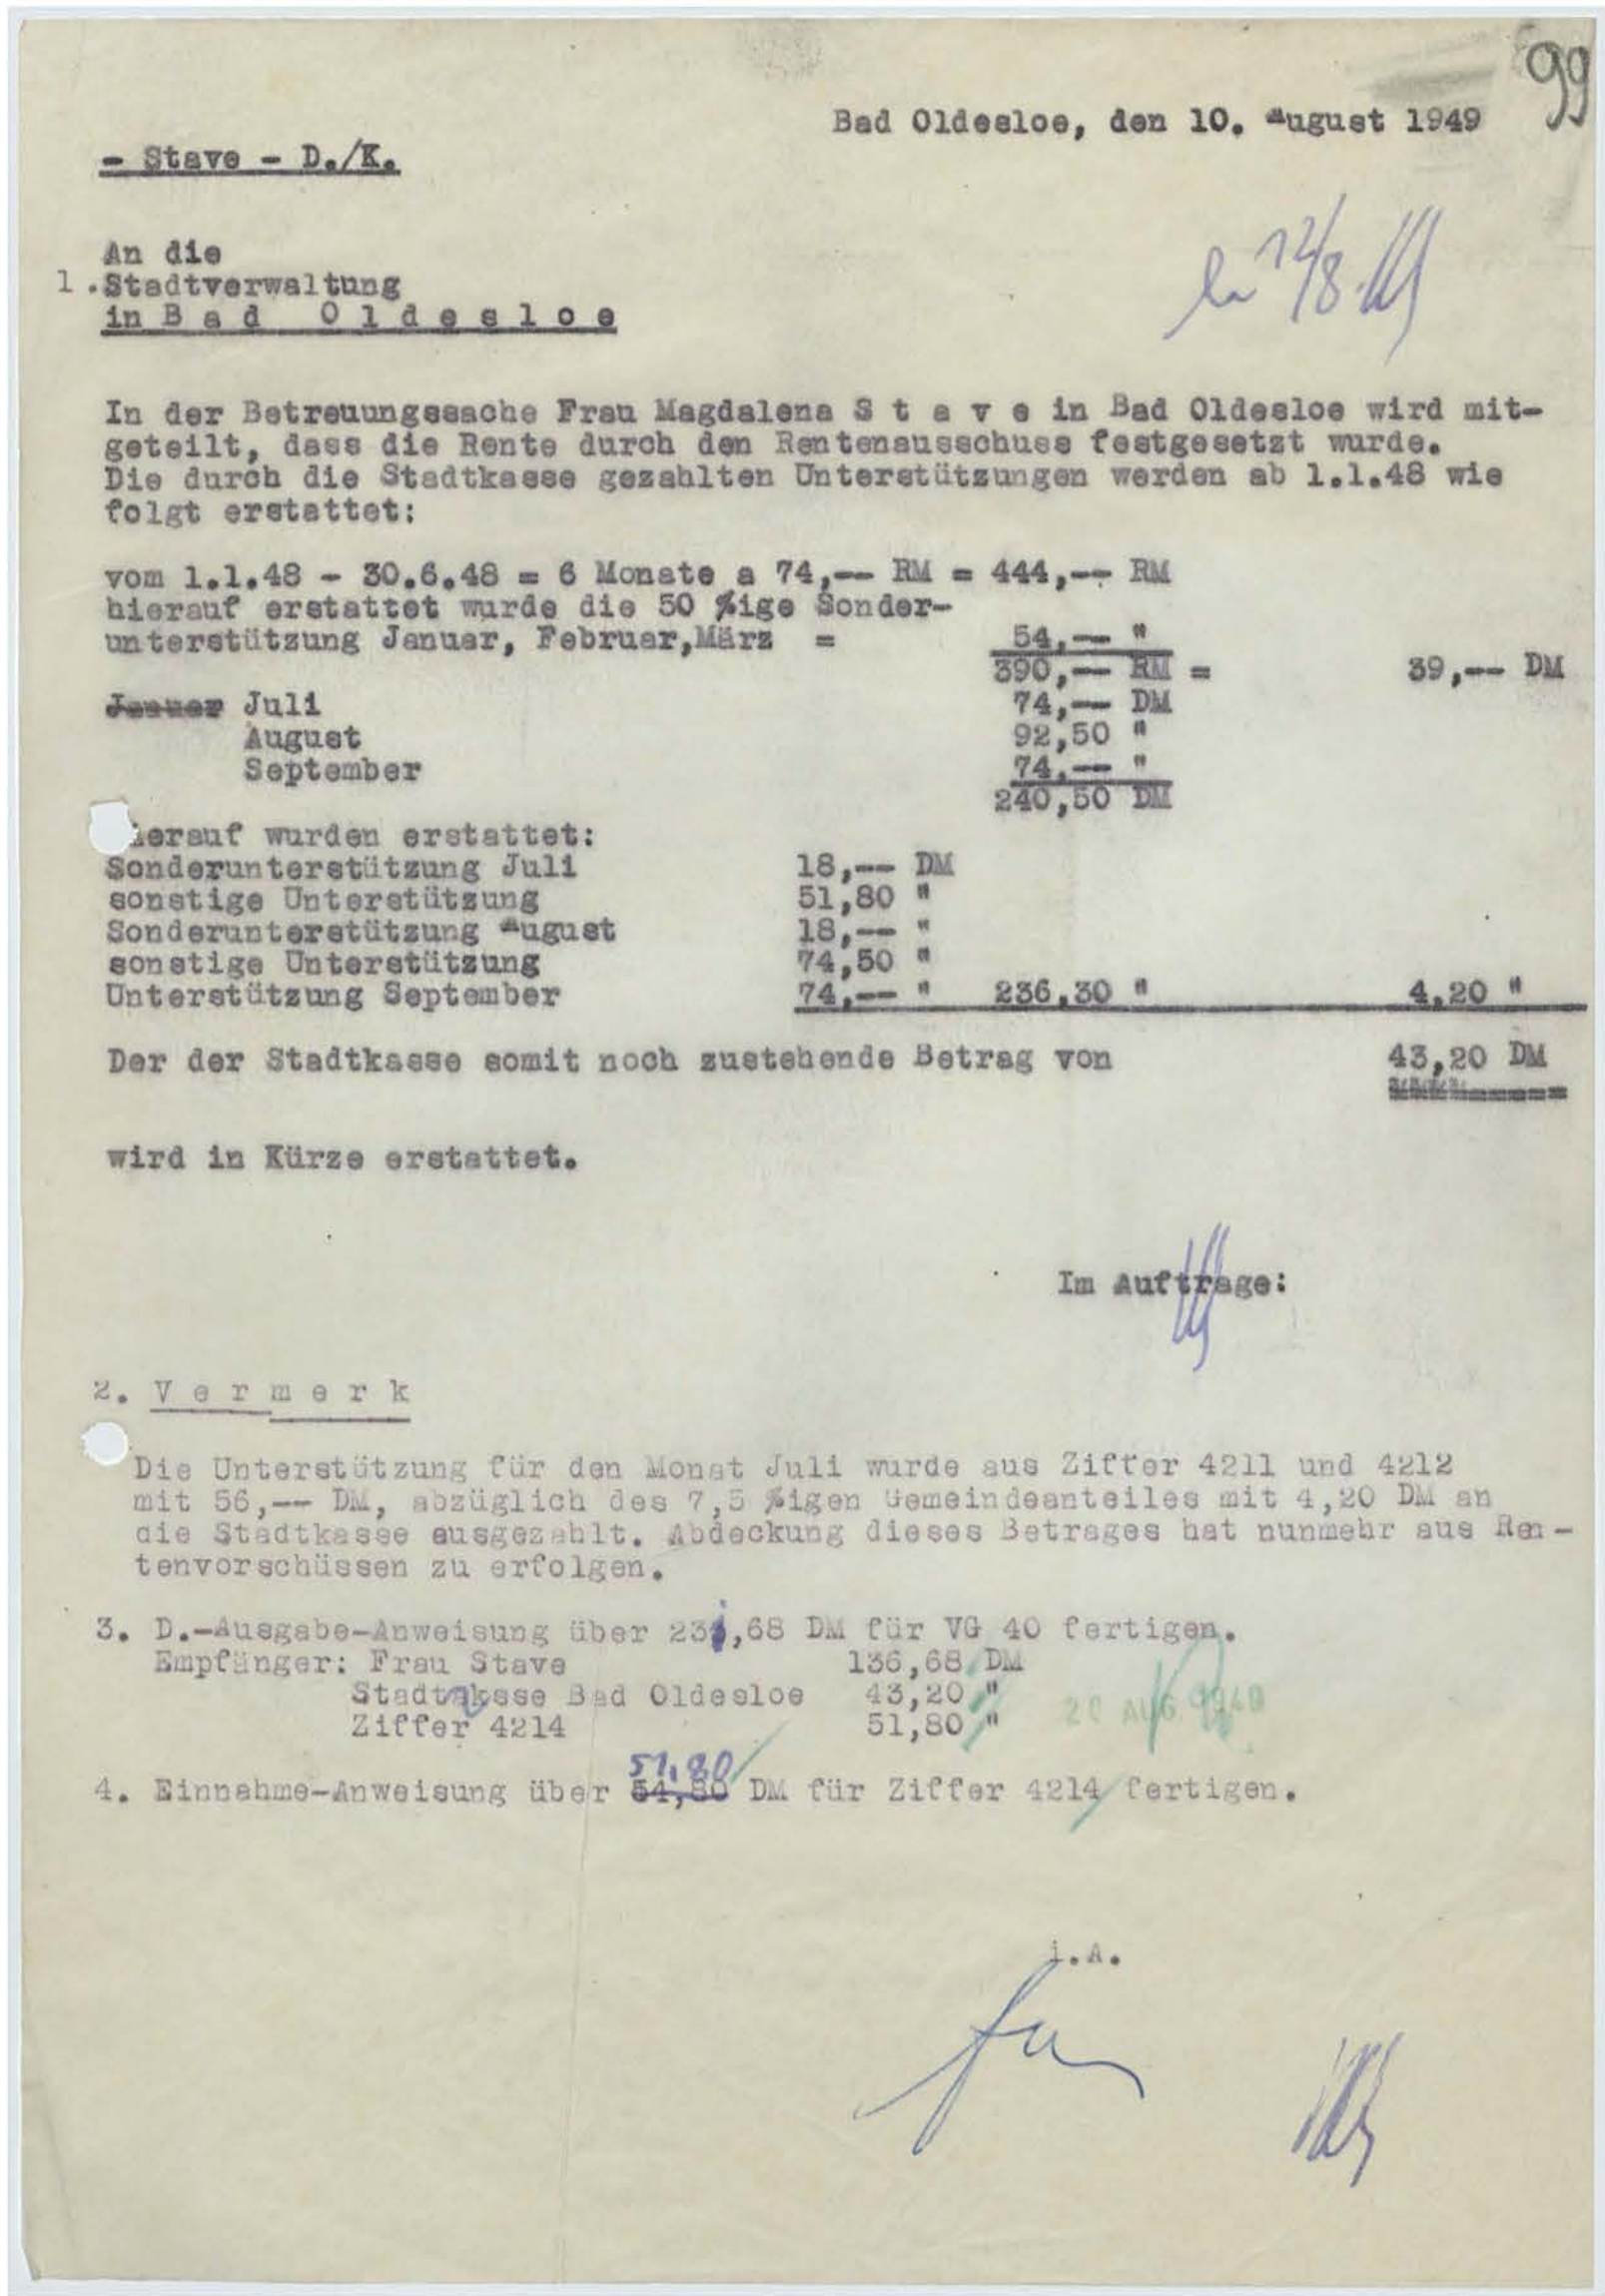 99
Bad Oldesloe, den 10. August 1949
- Stave - D./K.
12/8.
An die
1.Stadtverwaltung
in B a d   O l d e s l o e
In der Betreuungssache Frau Magdalena S t a v e in Bad Oldesloe wird mit-
geteilt, dass die Rente durch den Rentenausschuss festgesetzt wurde.
Die durch die Stadtkasse gezahlten Unterstützungen werden ab 1.1.48 wie
folgt erstattet:
vom 1.1.48 - 30.6.48 = 6 Monate a 74,-- RM = 444,-- RM
hierauf erstattet wurde die 50 %ige Sonder-
unterstützung Januar, Februar,März = 54,-- "
390,-- RM = 39,-- DM
Januar Juli 74,-- DM
August 92,50 "
September 74,-- "
240,50 DM
ierauf wurden erstattet:
Sonderunterstützung Juli 18,-- DM
sonstige Unterstützung 51,80 "
Sonderunterstützung August 18,-- "
sonstige Unterstützung 74,50 "
Unterstützung September 74,-- " 236,30 " 4,20 "
Der der Stadtkasse somit noch zustehende Betrag von 43,20 DM
wird in Kürze erstattet.
Im Auftrage:
2. V e r m e r k
Die Unterstützung für den Monat Juli wurde aus Ziffer 4211 und 4212
mit 56,-- DM, abzüglich des 7,5 %igen Gemeindeanteiles mit 4,20 DM an
die Stadtkasse ausgezahlt. Abdeckung dieses Betrages hat nunmehr aus Ren-
tenvorschüssen zu erfolgen.
3. D.-Ausgabe-Anweisung über 231,68 DM für VG 40 fertigen.
Empfänger: Frau Stave 136,68 DM
Stadtkasse Bad Oldesloe 43,20 "
Ziffer 4214 51,80 "
20 AUG. 1949
51,80
4. Einnahme-Anweisung über 54,80 DM für Ziffer 4214 fertigen.
i.A.